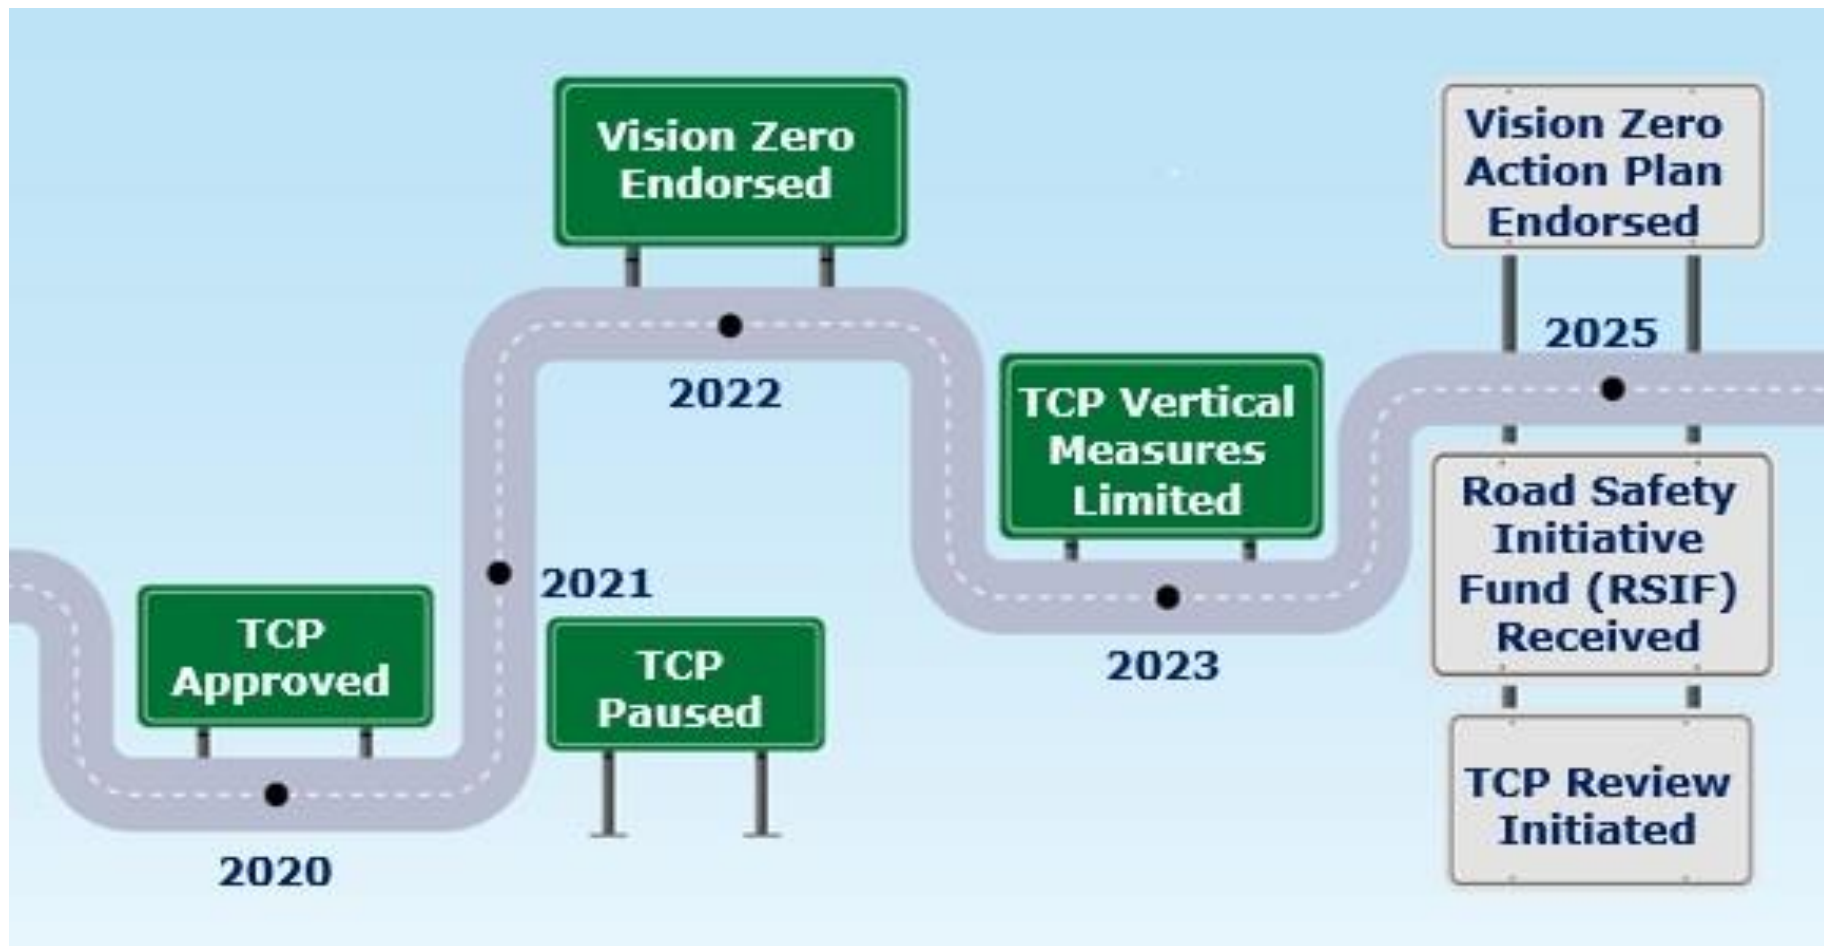 TCP
Approved
2020
2021
TCP
Paused
Vision Zero
Endorsed
2022
TCP Vertical
Measures
Limited
2023
Vision Zero
Action Plan
Endorsed
2025
Road Safety
Initiative
Fund (RSIF)
Received
TCP Review
Initiated